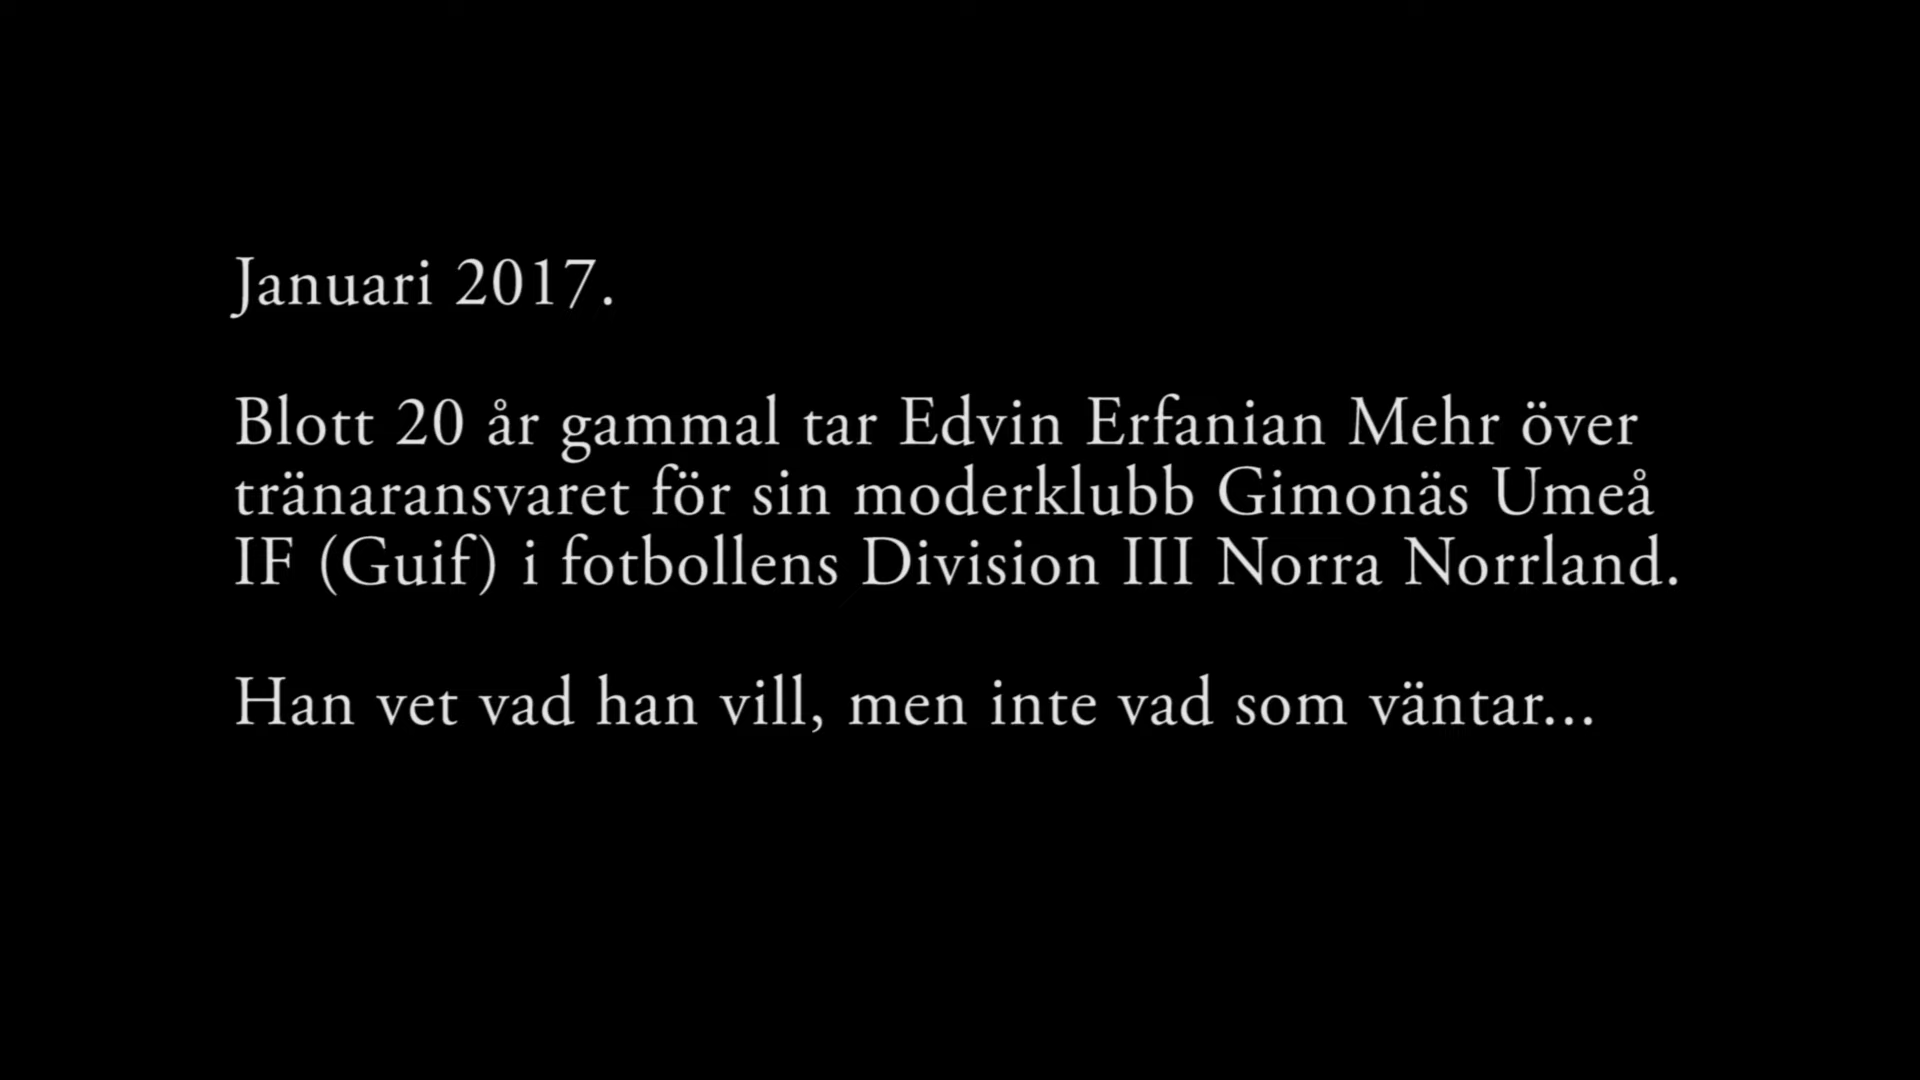 Januari 2017.
Blott 20 år gammal tar Edvin Erfanian Mehr över
tränaransvaret för sin moderklubb Gimonäs Umeå
IF (Guif) i fotbollens Division III Norra Norrland.
Han vet vad han vill, men inte vad som väntar...